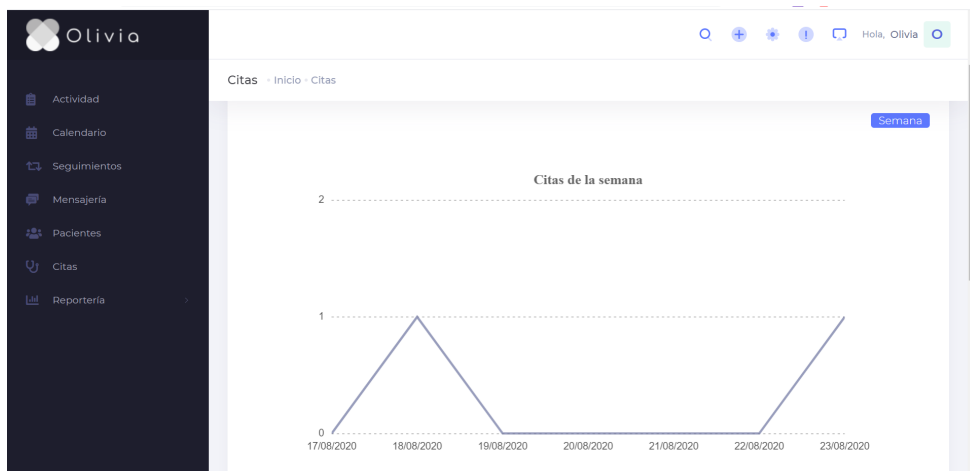 Olivia
Hola, Olivia O
Citas Inicio Citas
Actividad
Calendario
Seguimientos
Mensajería
Pacientes
Citas
Reportería
Semana
Citas de la semana
2
1
0
17/08/2020 18/08/2020 19/08/2020 20/08/2020 21/08/2020 22/08/2020 23/08/2020